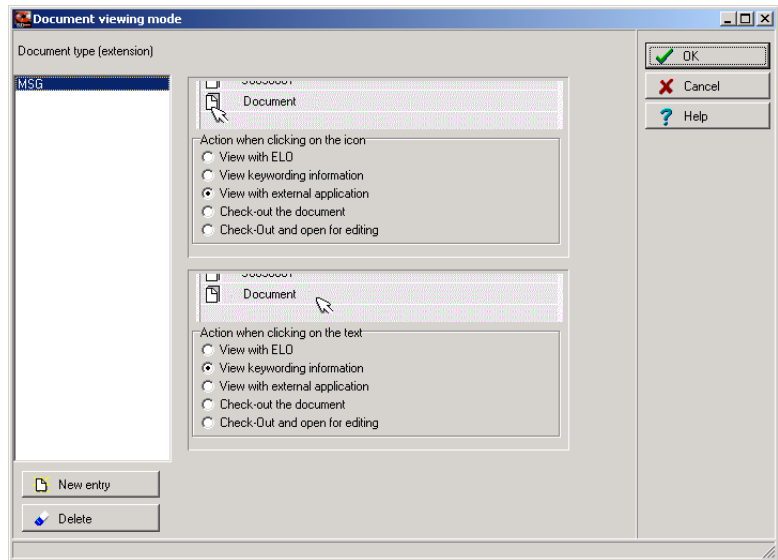 Document viewing mode
Document type (extension)
MSG
Document
Action when clicking on the icon
View with ELO
View keywording information
View with external application
Check-out the document
Check-Out and open for editing
Document
Action when clicking on the text
View with ELO
View keywording information
View with external application
Check-out the document
Check-Out and open for editing
New entry
Delete
OK
Cancel
? Help